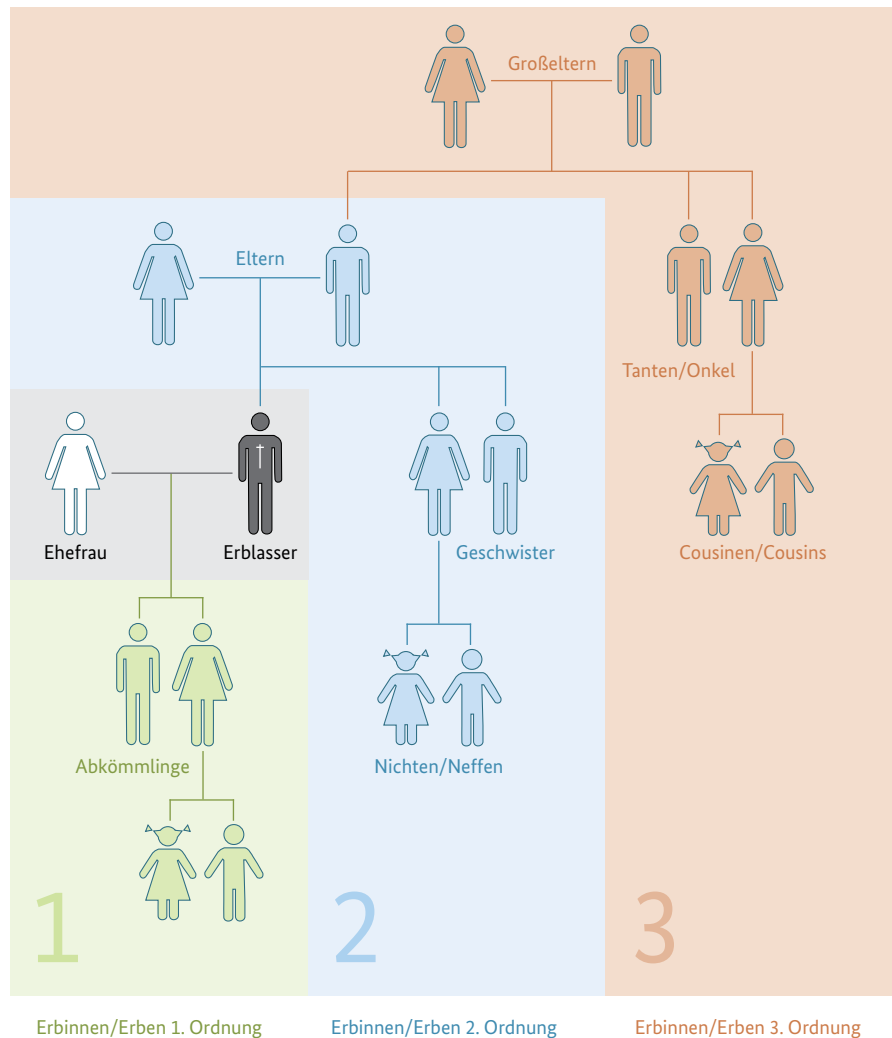 Großeltern
Eltern
Tanten/Onkel
Ehefrau
Erblasser
Geschwister
Cousinen/Cousins
Abkömmlinge
Nichten/Neffen
1
2
3
Erbinnen/Erben 1. Ordnung
Erbinnen/Erben 2. Ordnung
Erbinnen/Erben 3. Ordnung